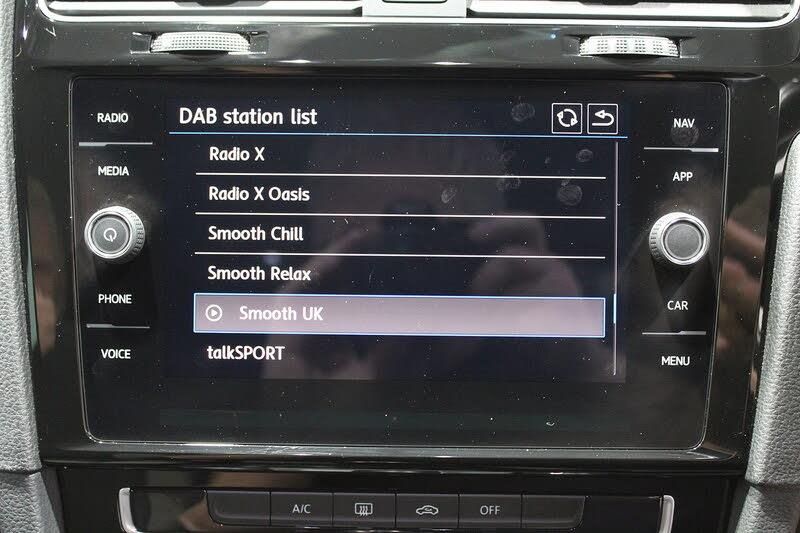 DAB station list
RADIO
MEDIA
PHONE
VOICE
Radio X
Radio X Oasis
Smooth Chill
Smooth Relax
Smooth UK
talkSPORT
NAV
APP
CAR
MENU
A/C
OFF